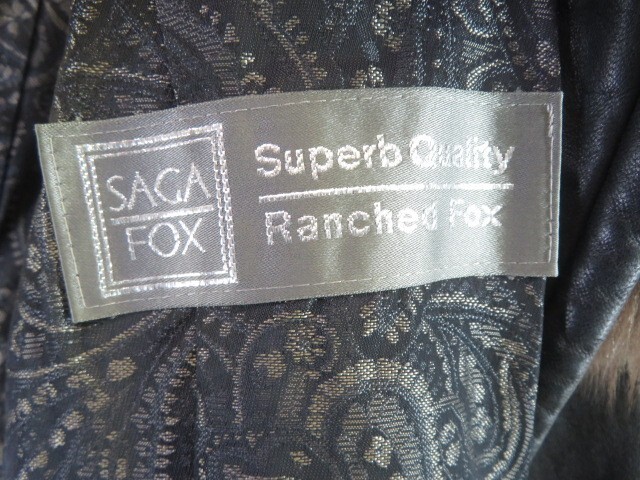 SAGA
FOX
Superb Quality
Ranched Fox